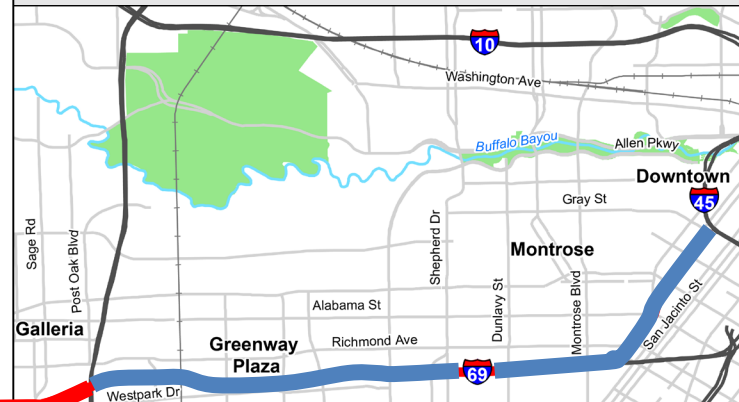 10
Washington Ave
Buffalo Bayou
Allen Pkwy
Downtown
45
Gray St
Sage Rd
Post Oak Blvd
Shepherd Dr
Montrose
Dunlavy St
Montrose Blvd
San Jacinto St
Alabama St
Galleria
Greenway
Plaza
Richmond Ave
69
Westpark Dr